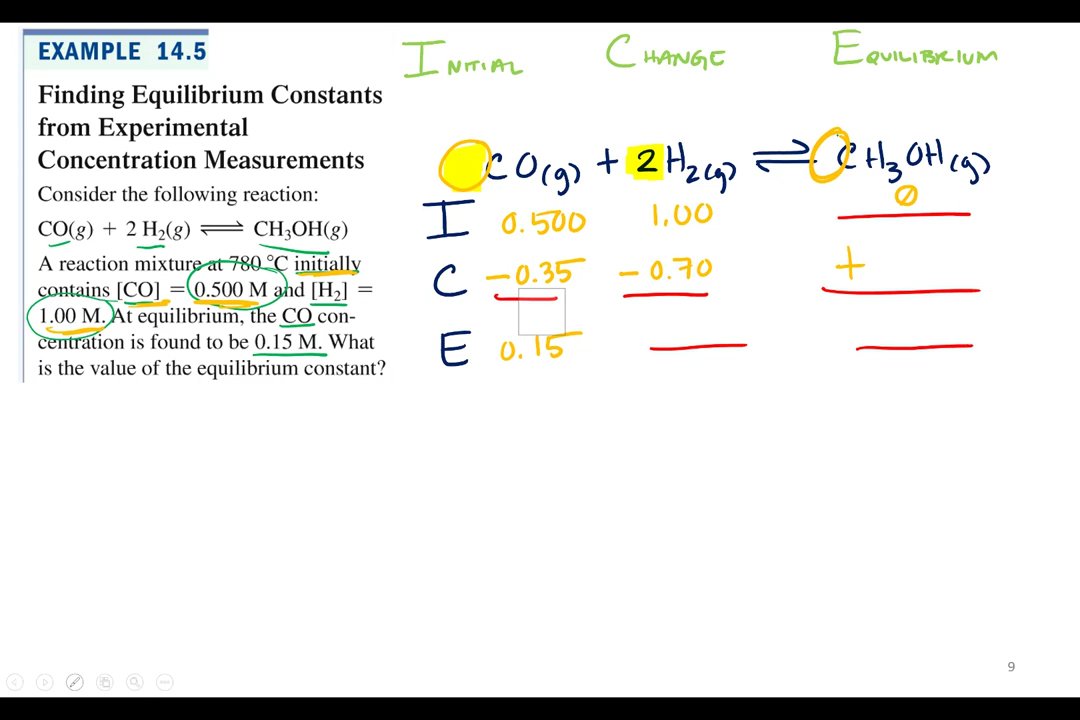 EXAMPLE 14.5
Finding Equilibrium Constants
from Experimental
Concentration Measurements
Consider the following reaction:
CO(g) + 2 H₂(g) ⇌ CH₃OH(g)
A reaction mixture at 780 °C initially
contains [CO] = 0.500 M and [H₂] =
1.00 M. At equilibrium, the CO con-
centration is found to be 0.15 M. What
is the value of the equilibrium constant?
INITIAL CHANGE EQUILIBRIUM
CO(g) + 2H₂(g) ⇌ CH₃OH(g)
I 0.500 1.00 0
C -0.35 -0.70 +
E 0.15
9